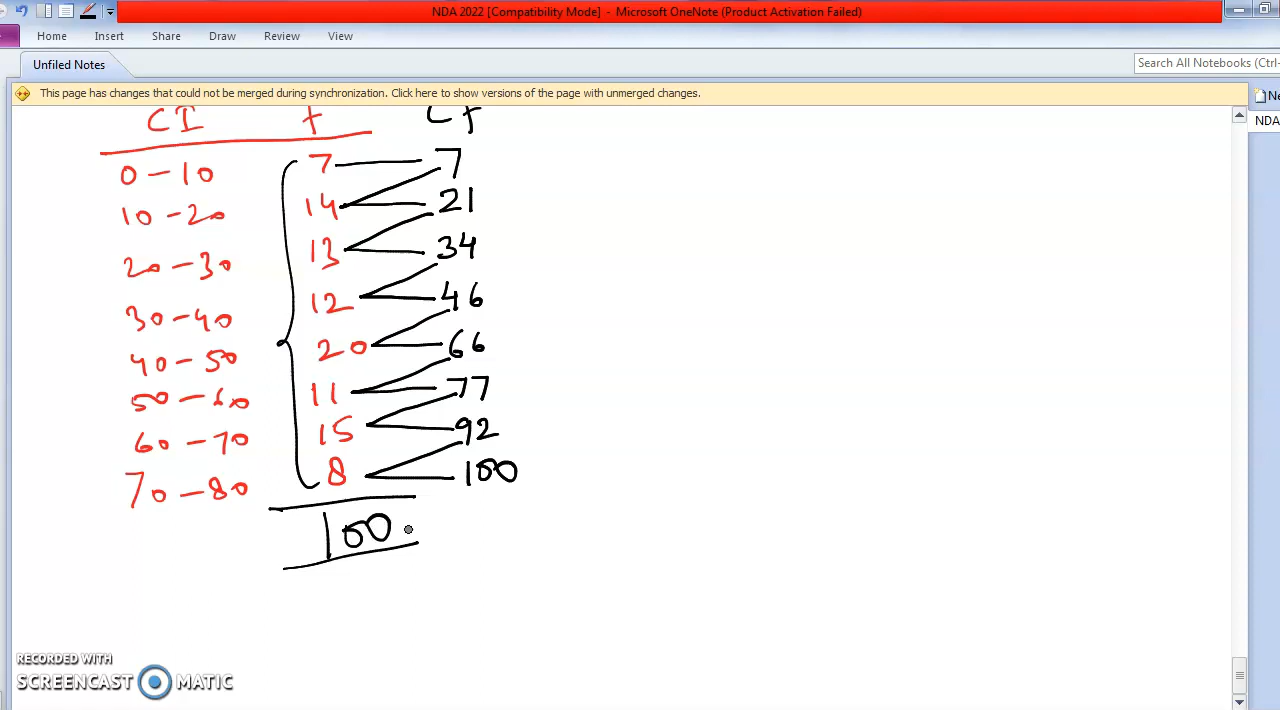 NDA 2022 [Compatibility Mode] - Microsoft OneNote (Product Activation Failed)
Home Insert Share Draw Review View
Unfiled Notes
Search All Notebooks (Ctrl-
This page has changes that could not be merged during synchronization. Click here to show versions of the page with unmerged changes.
Ne
NDA
CI f Cf
0-10 7 7
10-20 14 21
20-30 13 34
30-40 12 46
40-50 20 66
50-60 11 77
60-70 15 92
70-80 8 100
100
RECORDED WITH
SCREENCAST MATIC